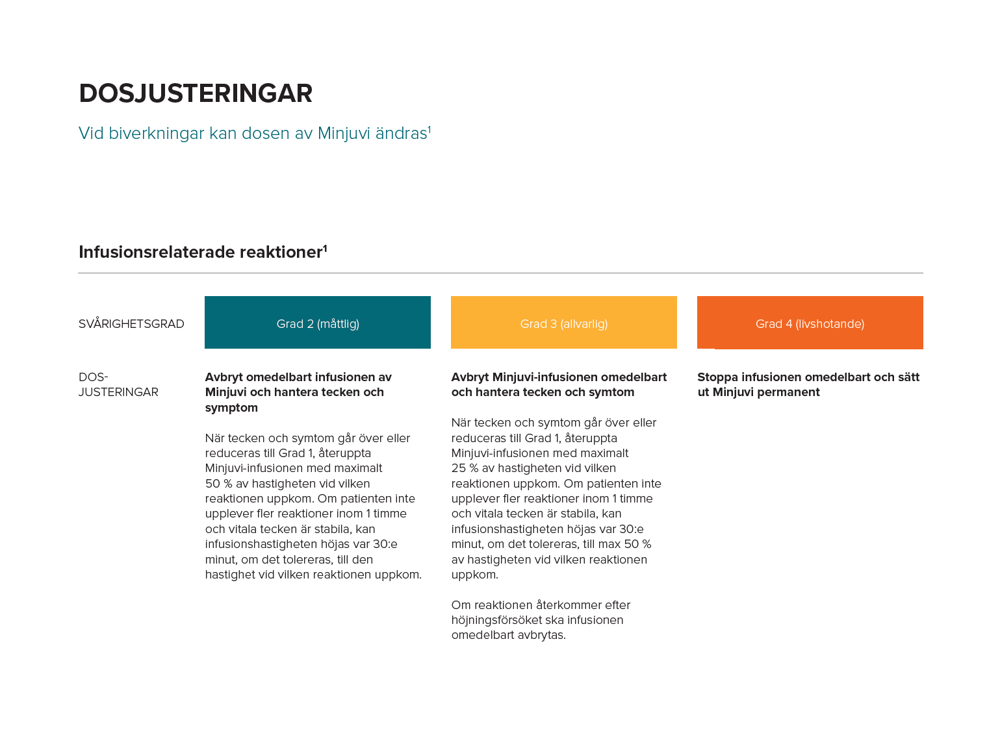 DOSJUSTERINGAR
Vid biverkningar kan dosen av Minjuvi ändras¹
Infusionsrelaterade reaktioner¹
SVÅRIGHETSGRAD
Grad 2 (måttlig)
Grad 3 (allvarlig)
Grad 4 (livshotande)
DOS-
JUSTERINGAR
Avbryt omedelbart infusionen av
Minjuvi och hantera tecken och
symptom
När tecken och symtom går över eller
reduceras till Grad 1, återuppta
Minjuvi-infusionen med maximalt
50 % av hastigheten vid vilken
reaktionen uppkom. Om patienten inte
upplever fler reaktioner inom 1 timme
och vitala tecken är stabila, kan
infusionshastigheten höjas var 30:e
minut, om det tolereras, till den
hastighet vid vilken reaktionen uppkom.
Avbryt Minjuvi-infusionen omedelbart
och hantera tecken och symtom
När tecken och symtom går över eller
reduceras till Grad 1, återuppta
Minjuvi-infusionen med maximalt
25 % av hastigheten vid vilken
reaktionen uppkom. Om patienten inte
upplever fler reaktioner inom 1 timme
och vitala tecken är stabila, kan
infusionshastigheten höjas var 30:e
minut, om det tolereras, till max 50 %
av hastigheten vid vilken reaktionen
uppkom.
Om reaktionen återkommer efter
höjningsförsöket ska infusionen
omedelbart avbrytas.
Stoppa infusionen omedelbart och sätt
ut Minjuvi permanent